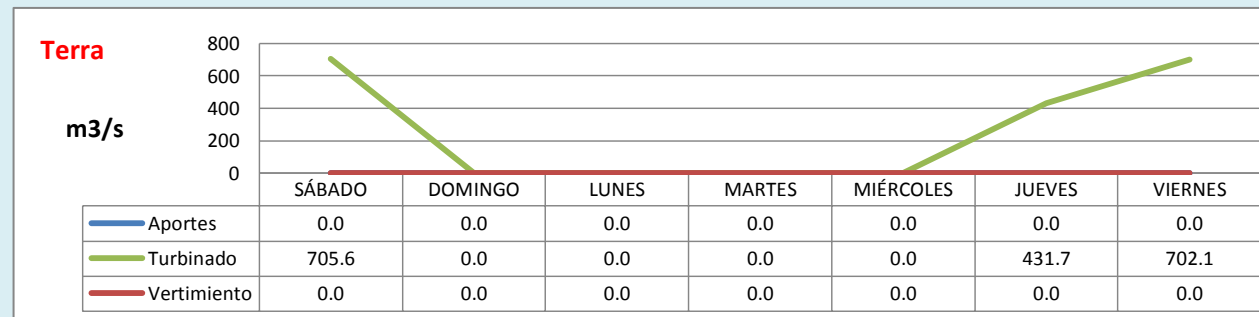 Terra
m3/s
800
600
400
200
0
SÁBADO DOMINGO LUNES MARTES MIÉRCOLES JUEVES VIERNES
Aportes 0.0 0.0 0.0 0.0 0.0 0.0 0.0
Turbinado 705.6 0.0 0.0 0.0 0.0 431.7 702.1
Vertimiento 0.0 0.0 0.0 0.0 0.0 0.0 0.0